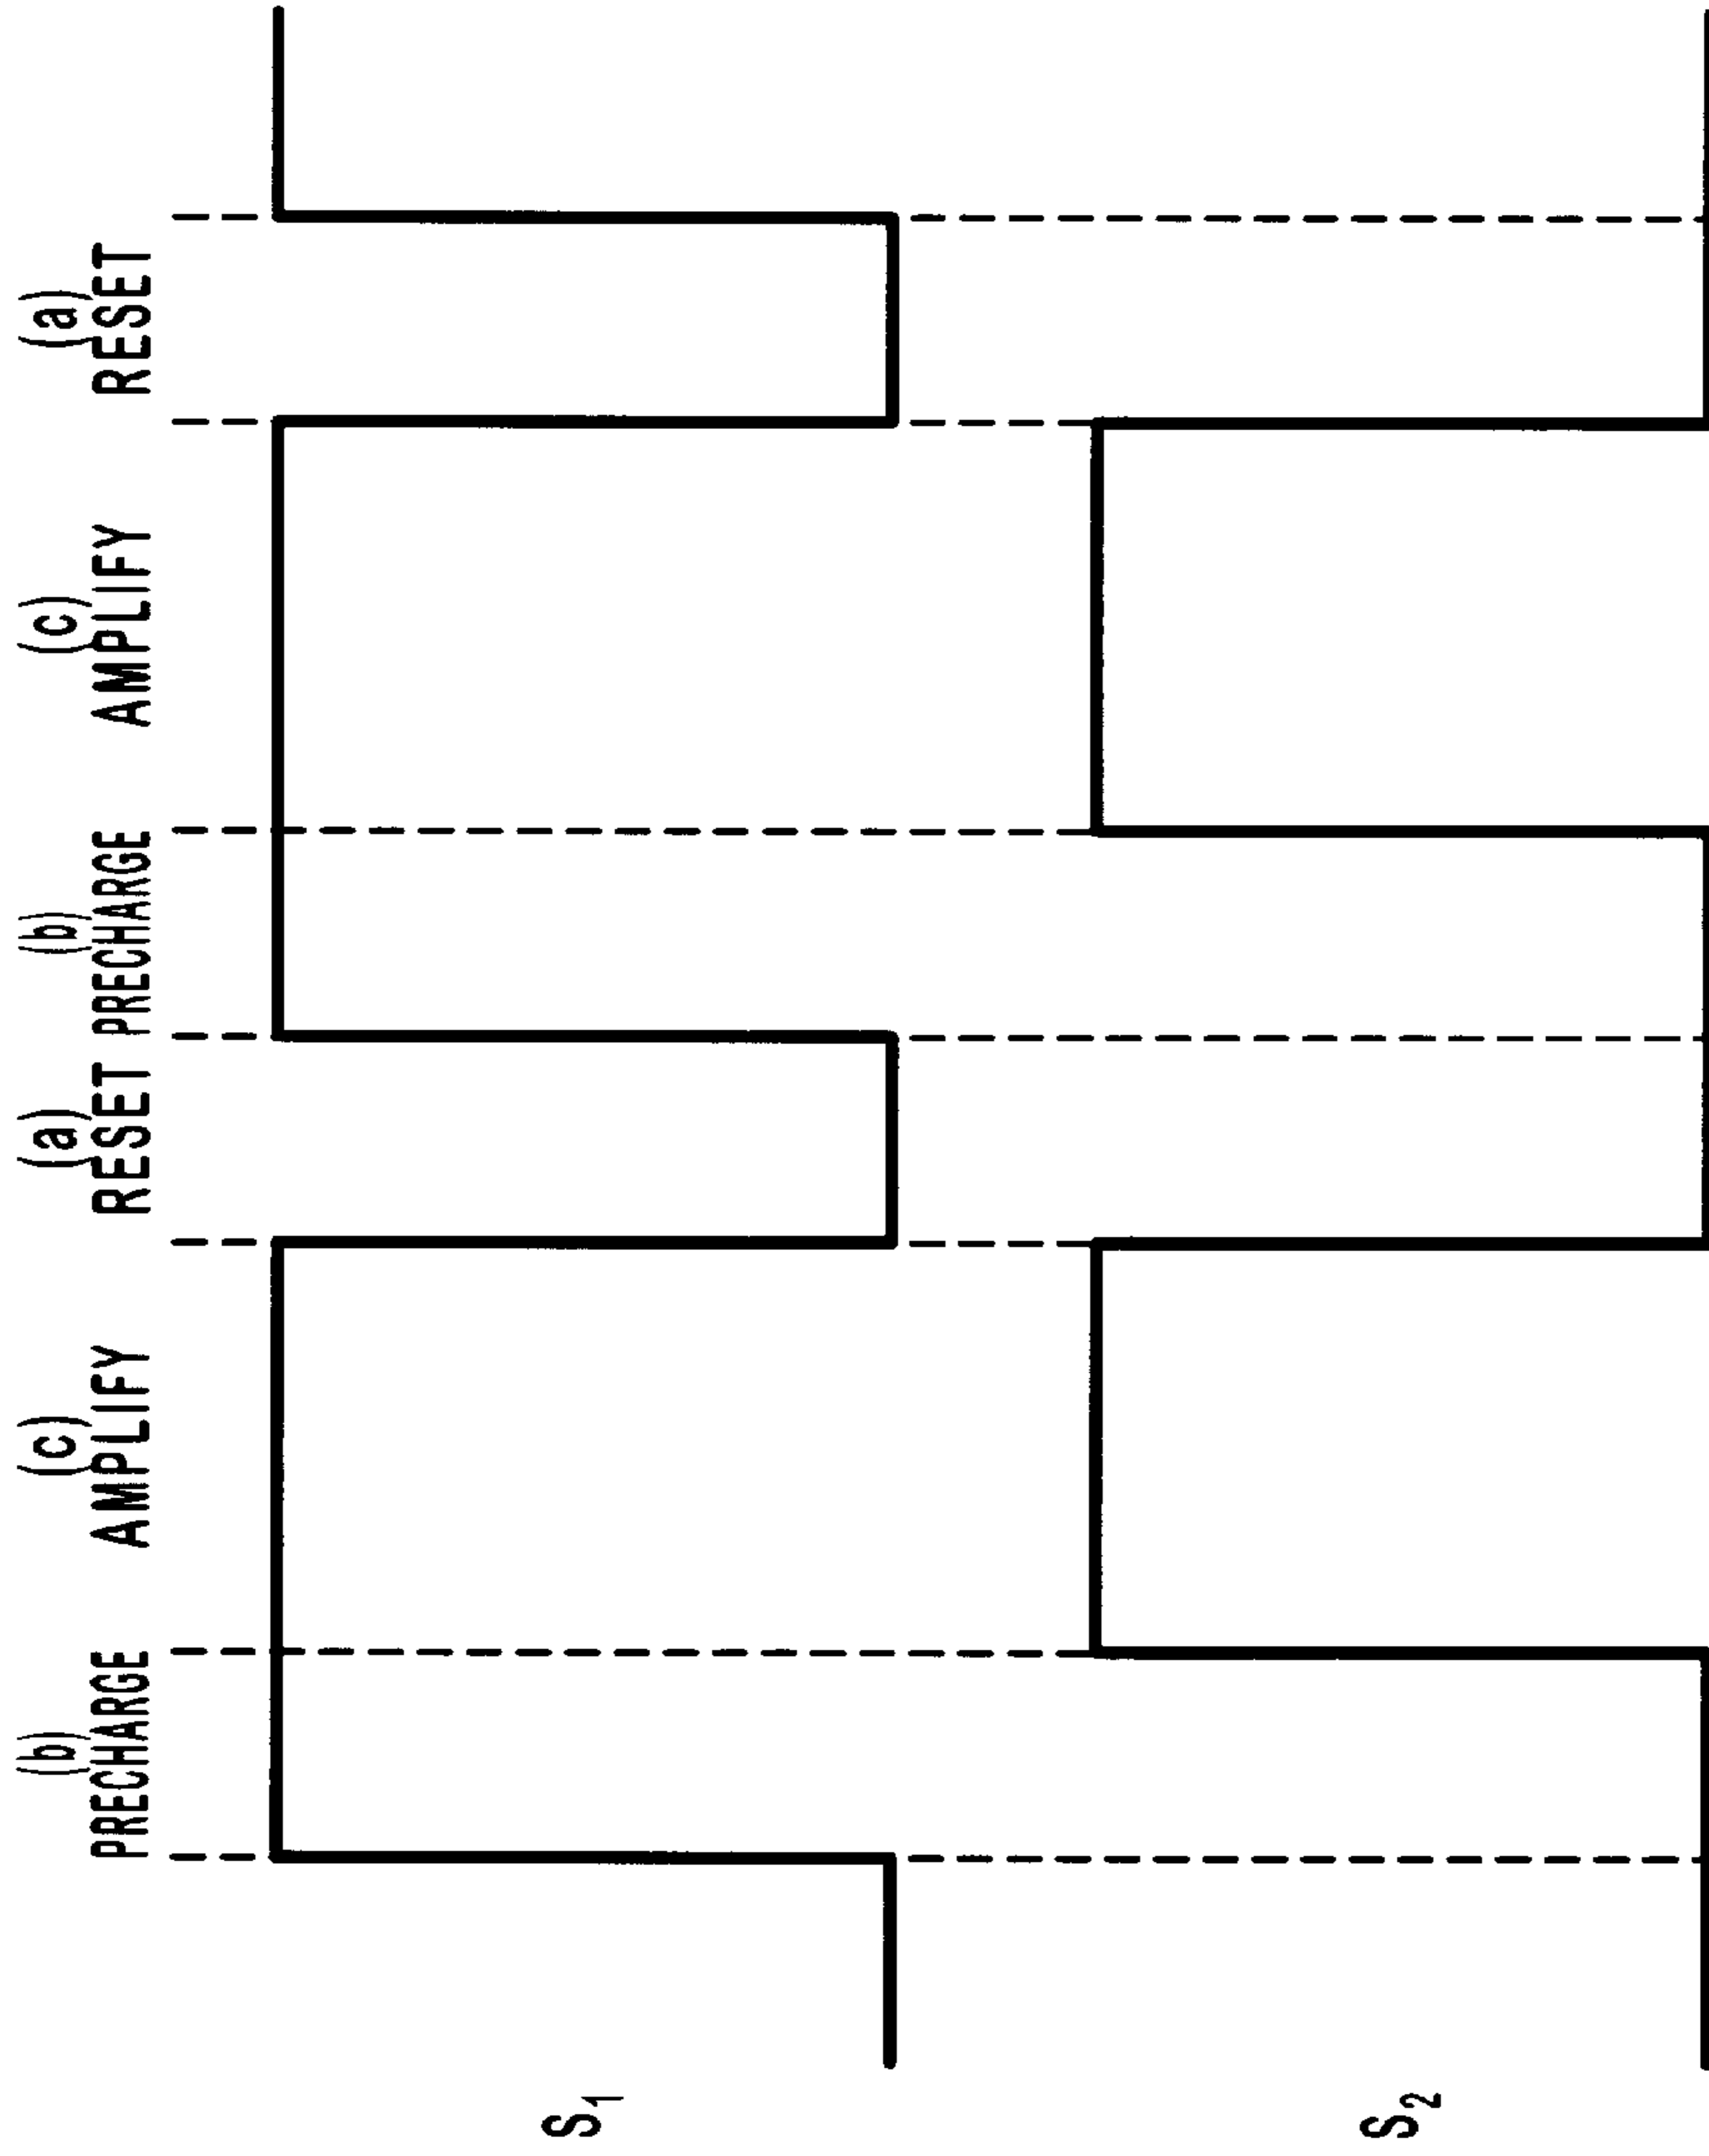 (b)
PRECHARGE
(c)
AMPLIFY
(a)
RESET
(b)
PRECHARGE
(c)
AMPLIFY
(a)
RESET
S1
S2